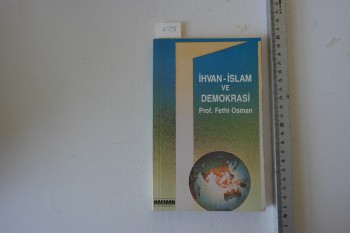 İHVAN - İSLAM
VE
DEMOKRASİ
Prof. Fethi Osman